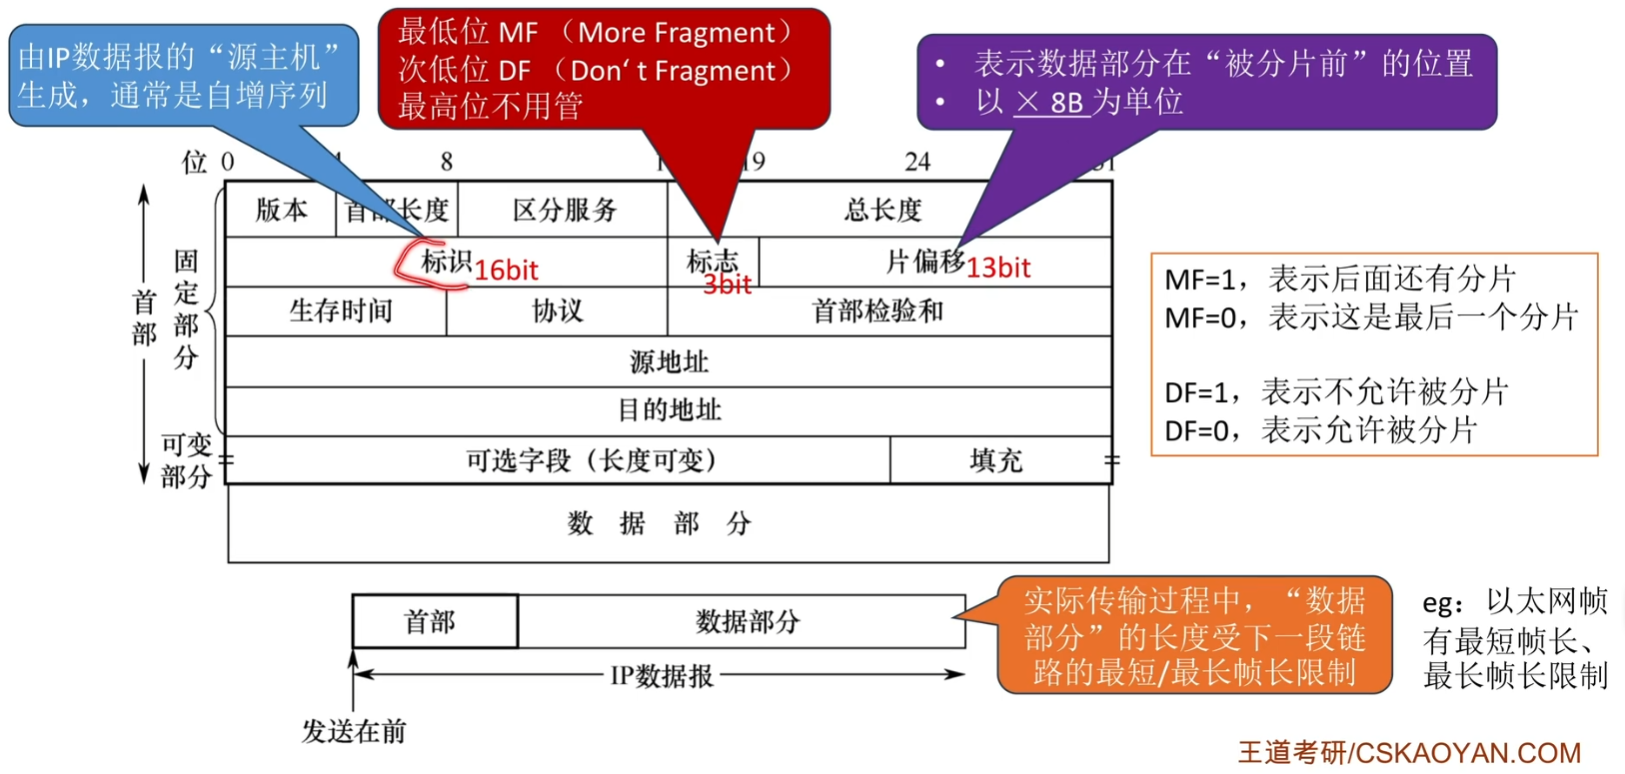 由IP数据报的“源主机”
生成，通常是自增序列
最低位 MF （More Fragment）
次低位 DF （Don‘ t Fragment）
最高位不用管
• 表示数据部分在“被分片前”的位置
• 以 × 8B 为单位
位 0 8 19 24
版本 首部长度 区分服务 总长度
标识 16bit 标志 3bit 片偏移 13bit
生存时间 协议 首部检验和
源地址
目的地址
可选字段（长度可变） 填充
数 据 部 分
首部
固定部分
可变
部分
MF=1，表示后面还有分片
MF=0，表示这是最后一个分片
DF=1，表示不允许被分片
DF=0，表示允许被分片
首部 数据部分
IP数据报
发送在前
实际传输过程中，“数据
部分”的长度受下一段链
路的最短/最长帧长限制
eg：以太网帧
有最短帧长、
最长帧长限制
王道考研/CSKAOYAN.COM